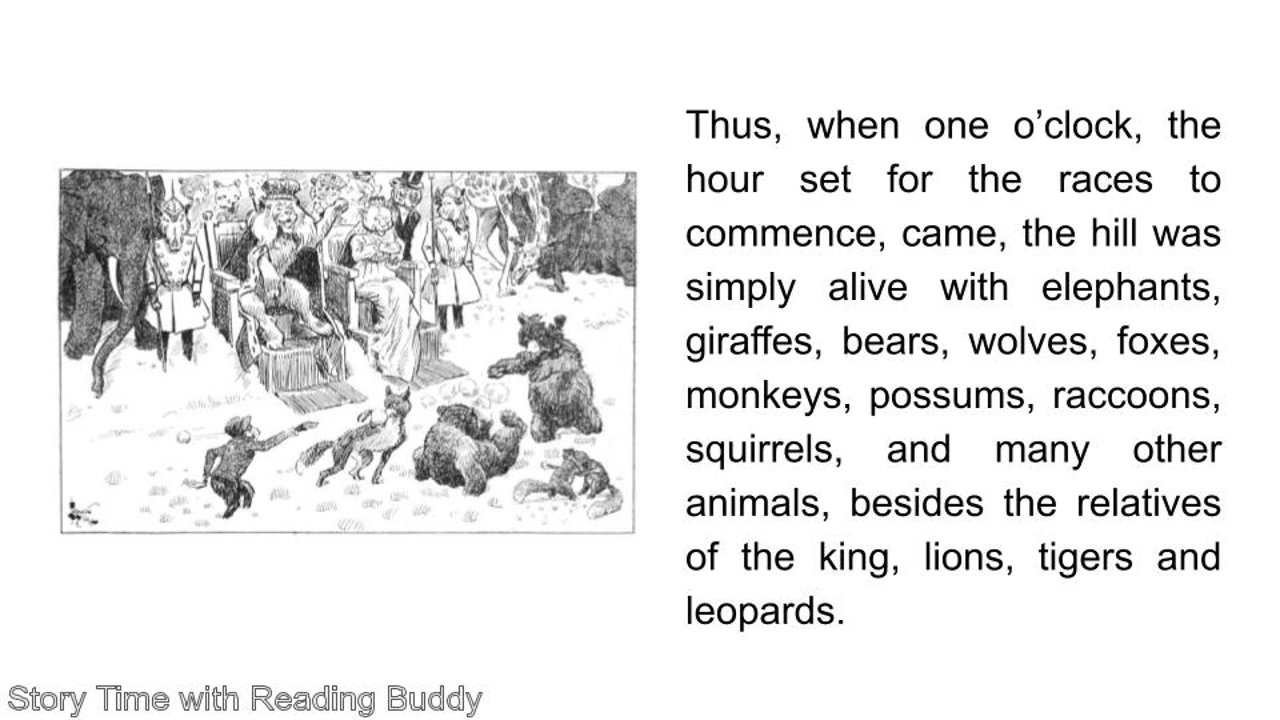 Thus, when one o’clock, the
hour set for the races to
commence, came, the hill was
simply alive with elephants,
giraffes, bears, wolves, foxes,
monkeys, possums, raccoons,
squirrels, and many other
animals, besides the relatives
of the king, lions, tigers and
leopards.
Story Time with Reading Buddy